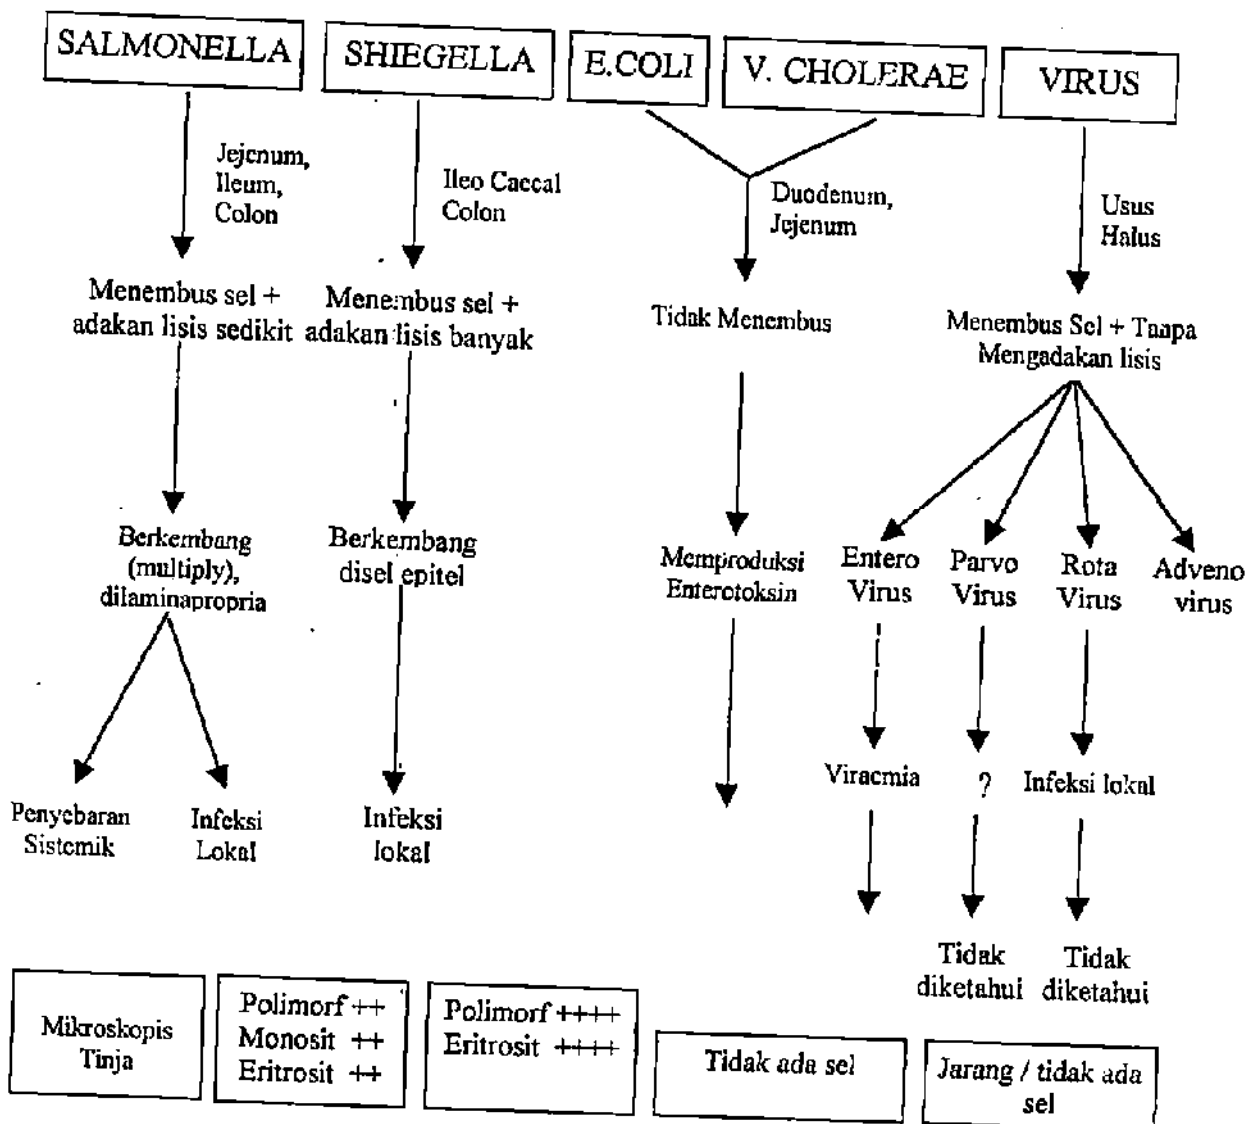 SALMONELLA
SHIEGELLA
E.COLI
V. CHOLERAE
VIRUS
Jejenum,
Ileum,
Colon
Ileo Caecal
Colon
Duodenum,
Jejenum
Usus
Halus
Menembus sel +
adakan lisis sedikit
Menembus sel +
adakan lisis banyak
Tidak Menembus
Menembus Sel + Tanpa
Mengadakan lisis
Berkembang
(multiply),
dilaminapropria
Berkembang
disel epitel
Memproduksi
Enterotoksin
Entero
Virus
Parvo
Virus
Rota
Virus
Adveno
virus
Penyebaran
Sistemik
Infeksi
Lokal
Infeksi
lokal
Viraemia
?
Infeksi lokal
Tidak
diketahui
Tidak
diketahui
Mikroskopis
Tinja
Polimorf ++
Monosit ++
Eritrosit ++
Polimorf ++++
Eritrosit ++++
Tidak ada sel
Jarang / tidak ada
sel